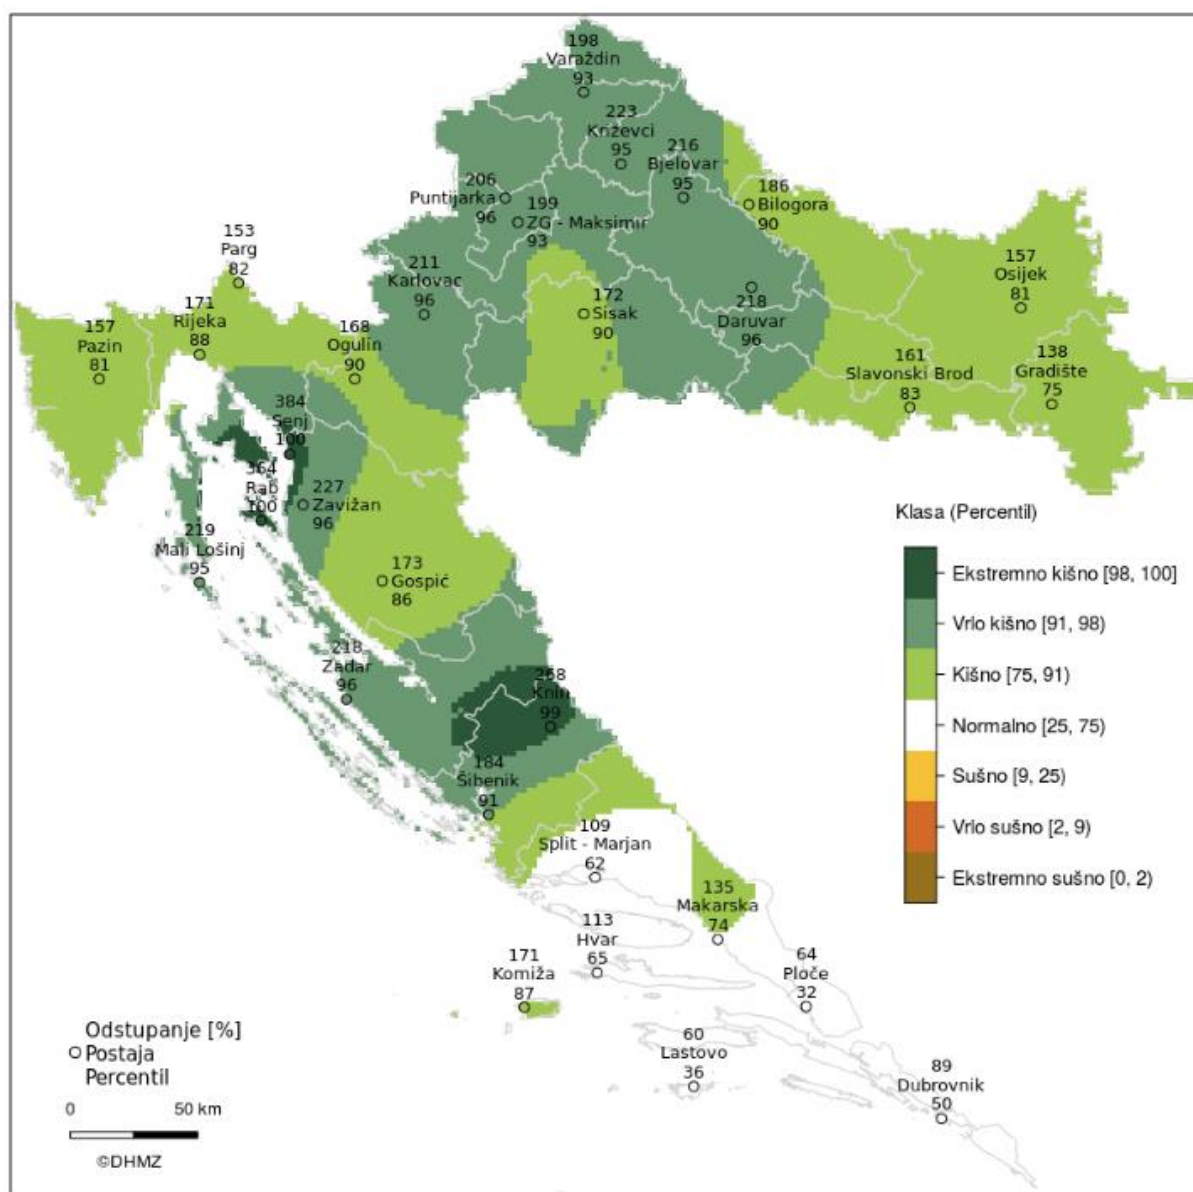 198
Varaždin
93
223
Križevci
95
216
Bjelovar
95
206
Puntijarka
96
199
ZG - Maksimir
93
186
Bilogora
90
153
Parg
82
211
Karlovac
96
157
Osijek
81
171
Rijeka
88
172
Sisak
90
218
Daruvar
96
157
Pazin
81
168
Ogulin
90
161
Slavonski Brod
83
138
Gradište
75
384
Senj
100
364
Rab
100
227
Zavižan
96
219
Mali Lošinj
95
173
Gospić
86
218
Zadar
96
268
Knin
99
184
Šibenik
91
109
Split - Marjan
62
135
Makarska
74
113
Hvar
65
171
Komiža
87
64
Ploče
32
60
Lastovo
36
89
Dubrovnik
50
Klasa (Percentil)
Ekstremno kišno [98, 100]
Vrlo kišno [91, 98)
Kišno [75, 91)
Normalno [25, 75)
Sušno [9, 25)
Vrlo sušno [2, 9)
Ekstremno sušno [0, 2)
Odstupanje [%]
Postaja
Percentil
0 50 km
©DHMZ